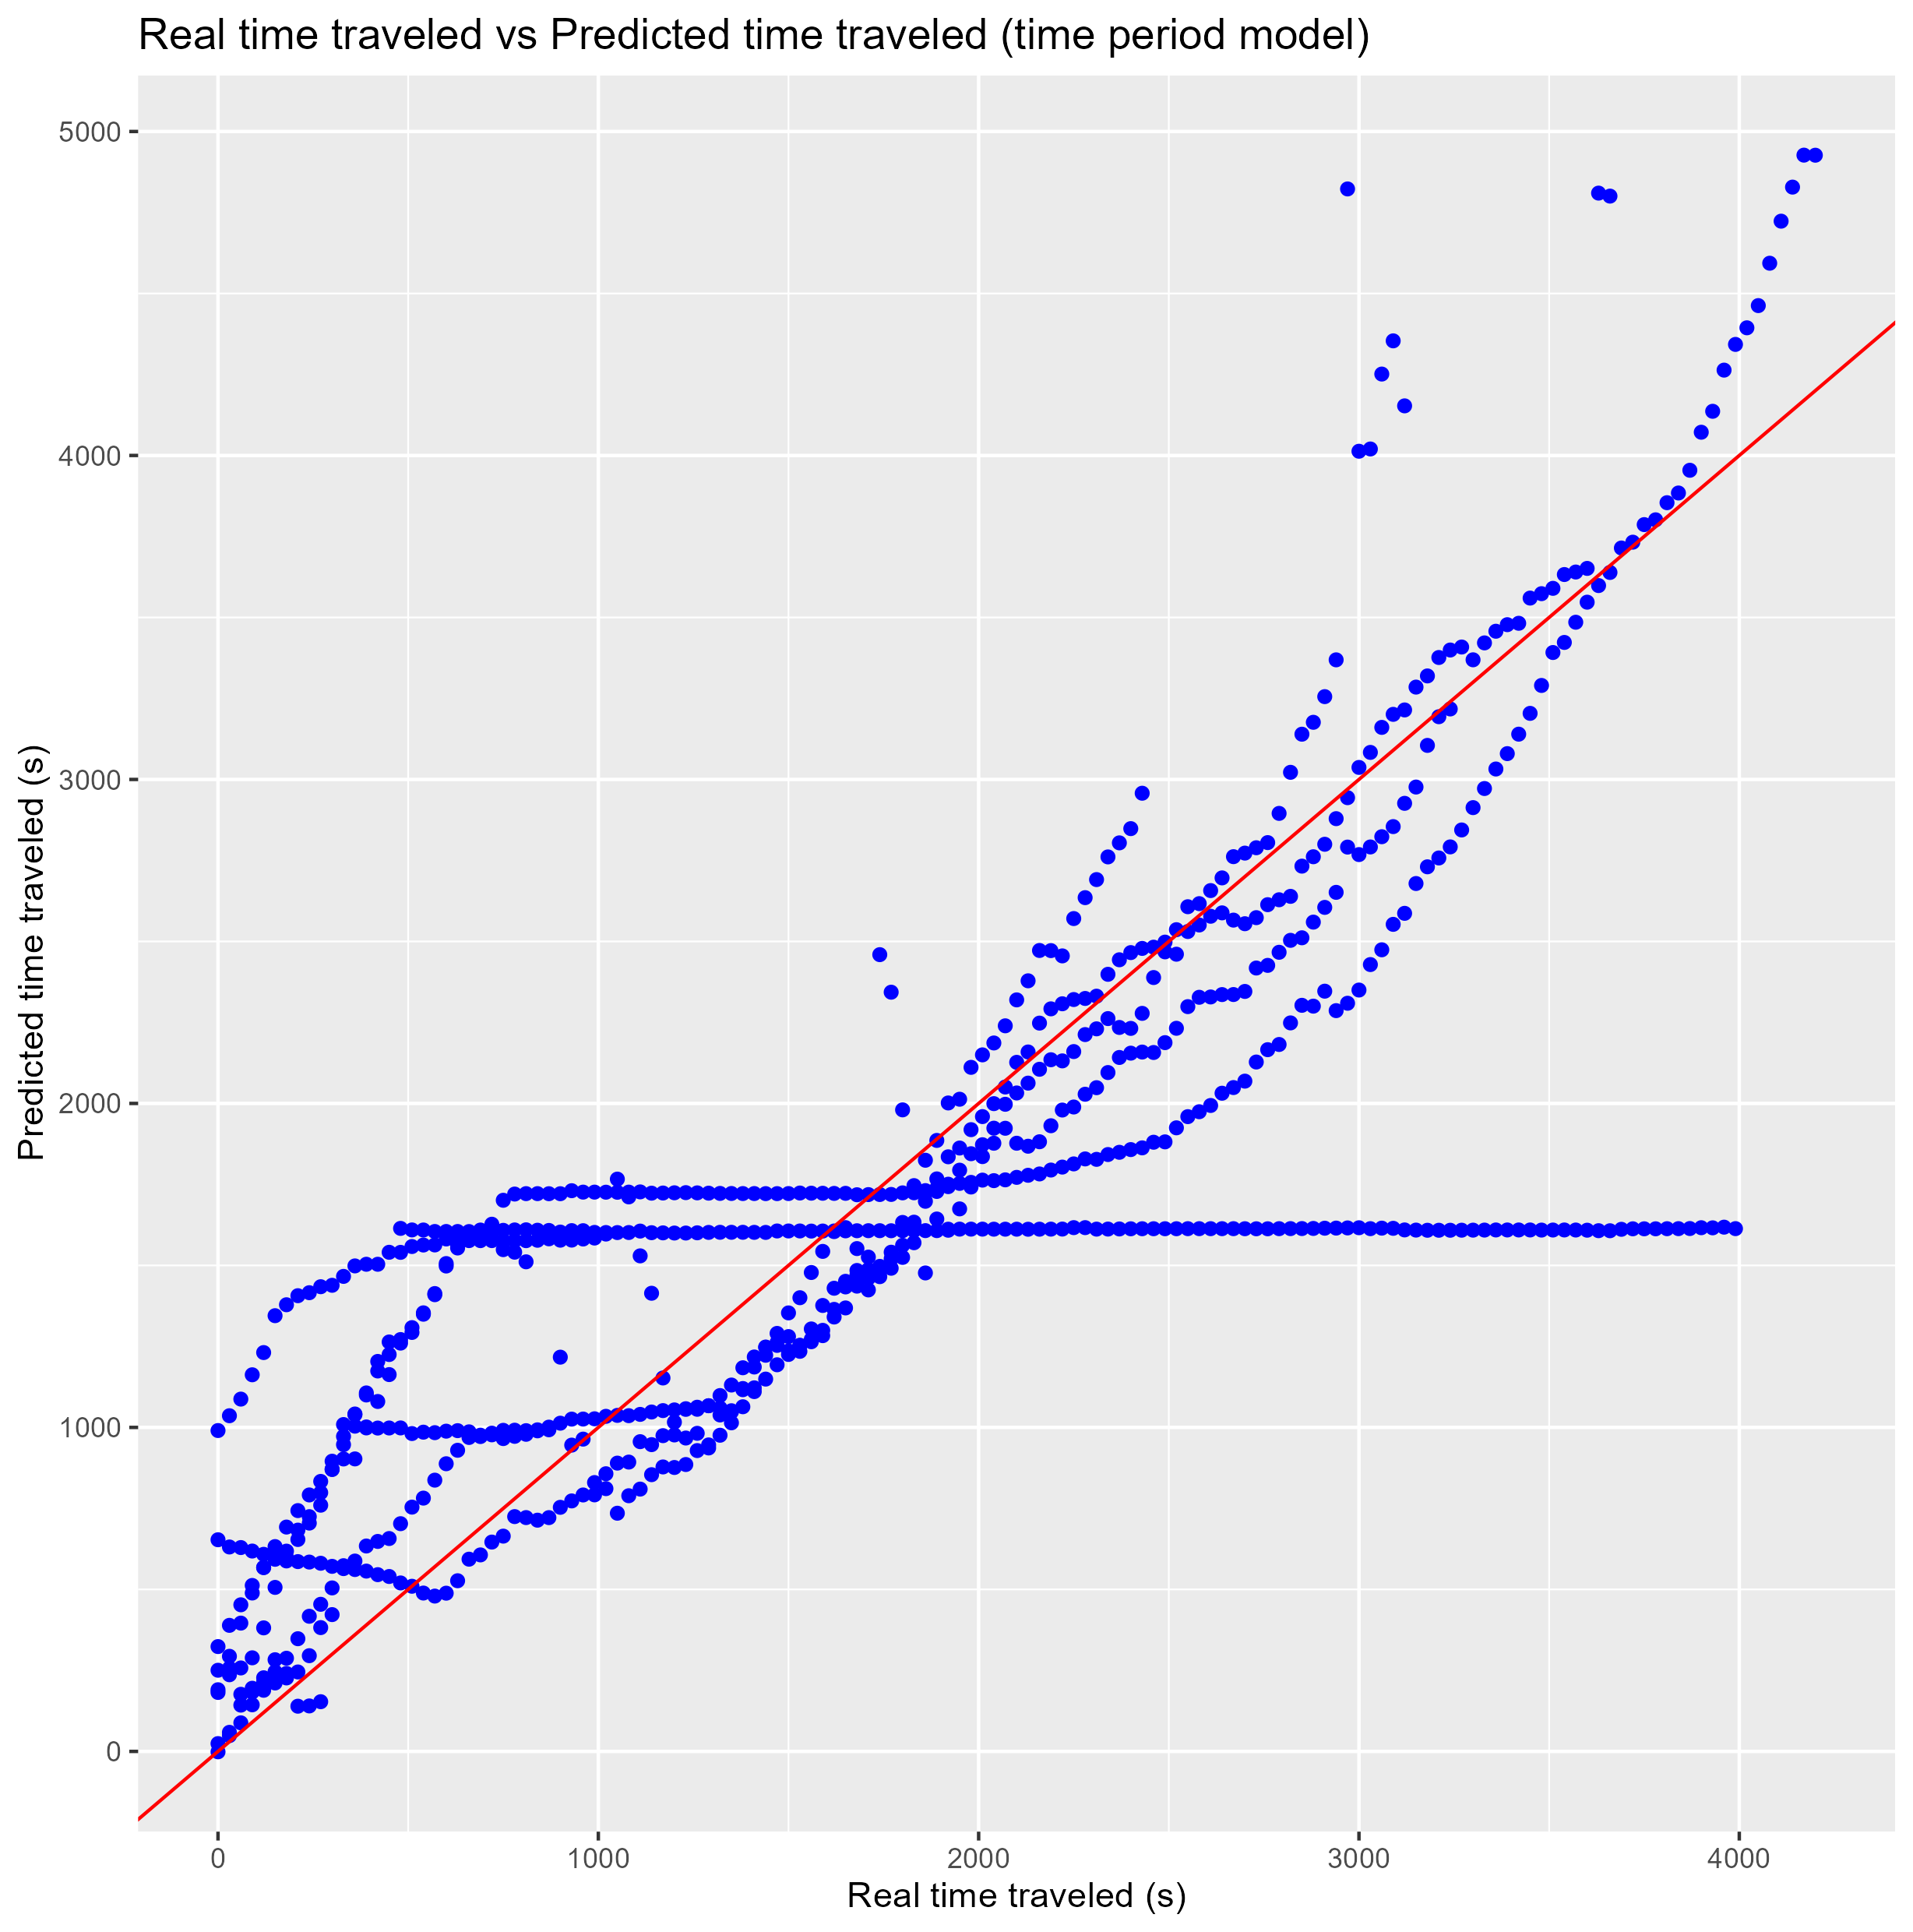 Real time traveled vs Predicted time traveled (time period model)
Predicted time traveled (s)
5000
4000
3000
2000
1000
0
0 1000 2000 3000 4000
Real time traveled (s)